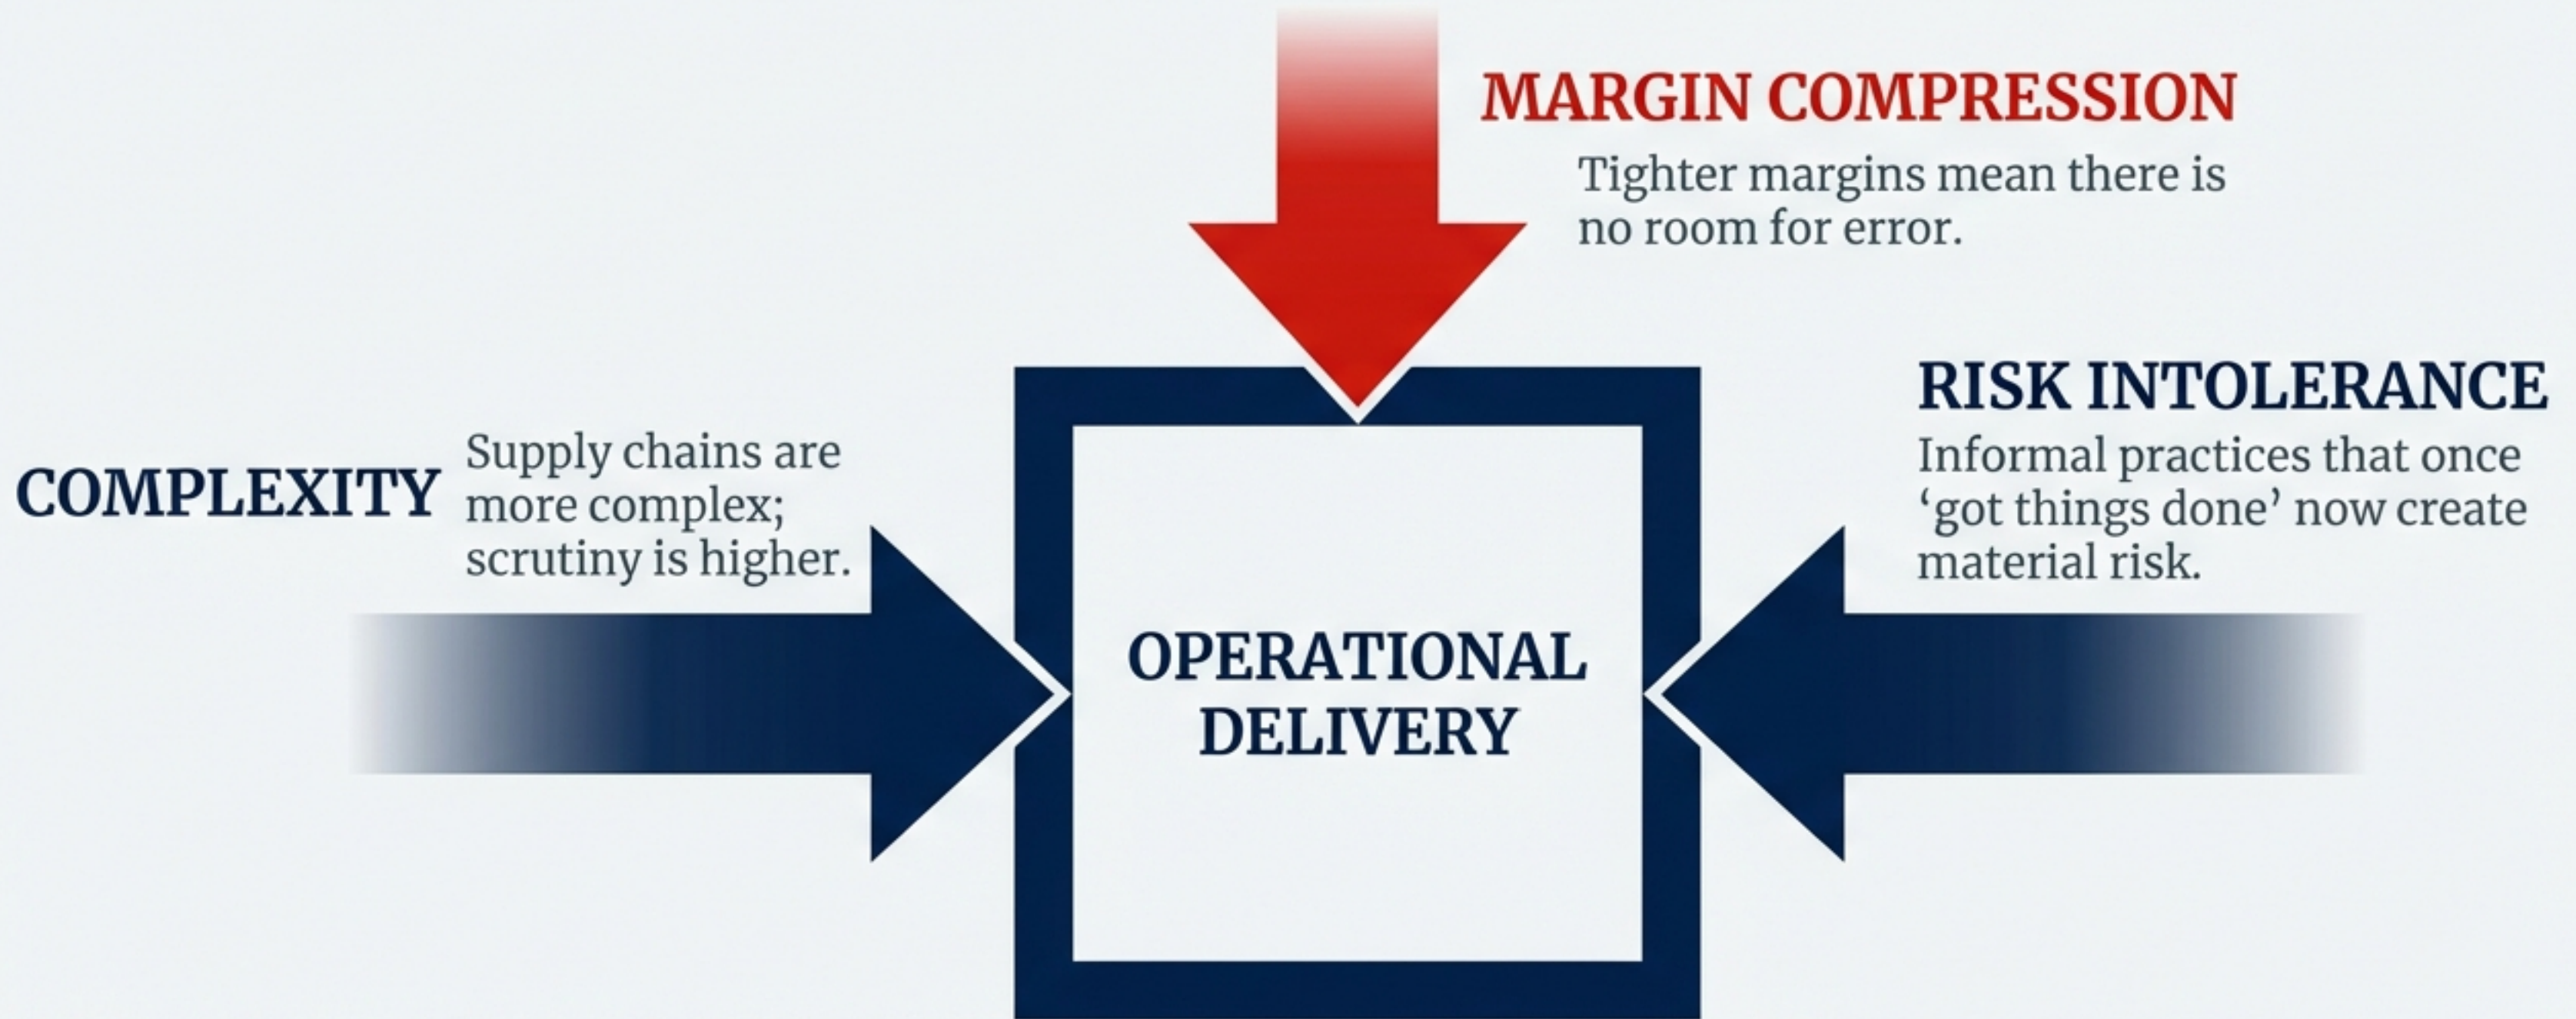 MARGIN COMPRESSION
Tighter margins mean there is
no room for error.
COMPLEXITY
Supply chains are
more complex;
scrutiny is higher.
RISK INTOLERANCE
Informal practices that once
‘got things done’ now create
material risk.
OPERATIONAL
DELIVERY